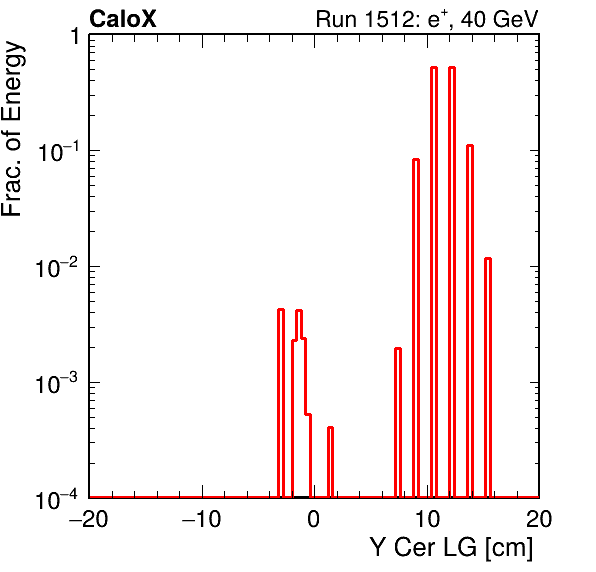 CaloX Run 1512: e⁺, 40 GeV
Frac. of Energy
1
10⁻¹
10⁻²
10⁻³
10⁻⁴
−20 −10 0 10 20
Y Cer LG [cm]